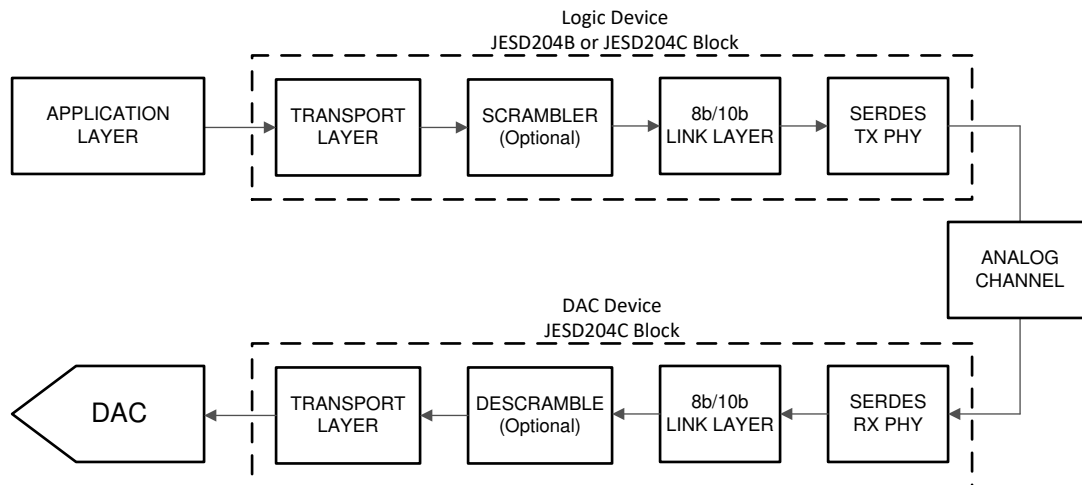 Logic Device
JESD204B or JESD204C Block
APPLICATION
LAYER
TRANSPORT
LAYER
SCRAMBLER
(Optional)
8b/10b
LINK LAYER
SERDES
TX PHY
ANALOG
CHANNEL
DAC Device
JESD204C Block
DAC
TRANSPORT
LAYER
DESCRAMBLE
(Optional)
8b/10b
LINK LAYER
SERDES
RX PHY